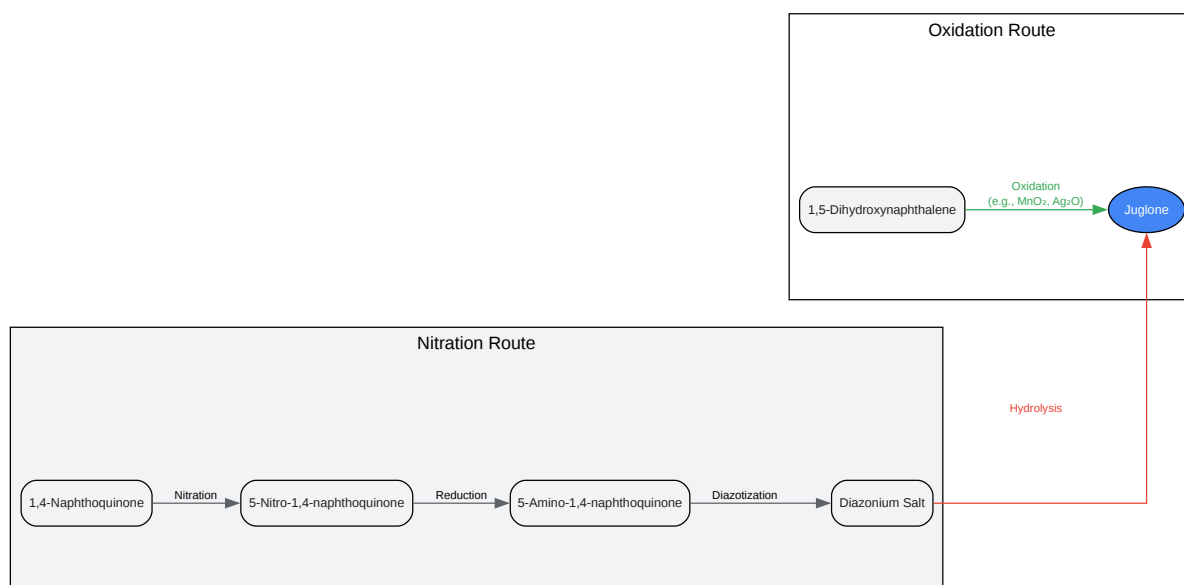 Oxidation Route
Oxidation
(e.g., MnO₂, Ag₂O)
1,5-Dihydroxynaphthalene
Juglone
Nitration Route
Hydrolysis
1,4-Naphthoquinone
Nitration
5-Nitro-1,4-naphthoquinone
Reduction
5-Amino-1,4-naphthoquinone
Diazotization
Diazonium Salt